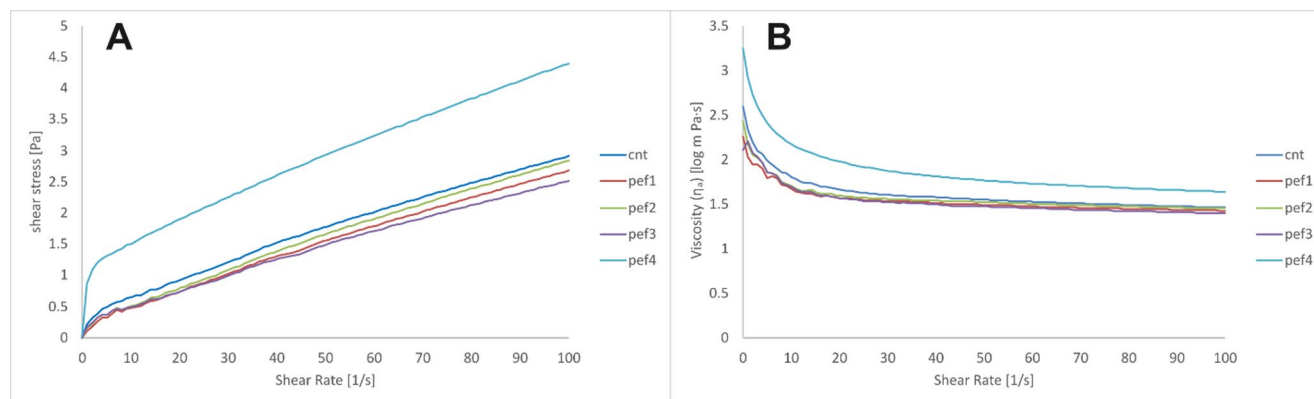 A
5
4.5
4
3.5
3
2.5
2
1.5
1
0.5
0
shear stress [Pa]
0 10 20 30 40 50 60 70 80 90 100
Shear Rate [1/s]
cnt
pef1
pef2
pef3
pef4
B
3.5
3
2.5
2
1.5
1
0.5
0
Viscosity (ηₐ) [log m Pa·s]
0 10 20 30 40 50 60 70 80 90 100
Shear Rate [1/s]
cnt
pef1
pef2
pef3
pef4